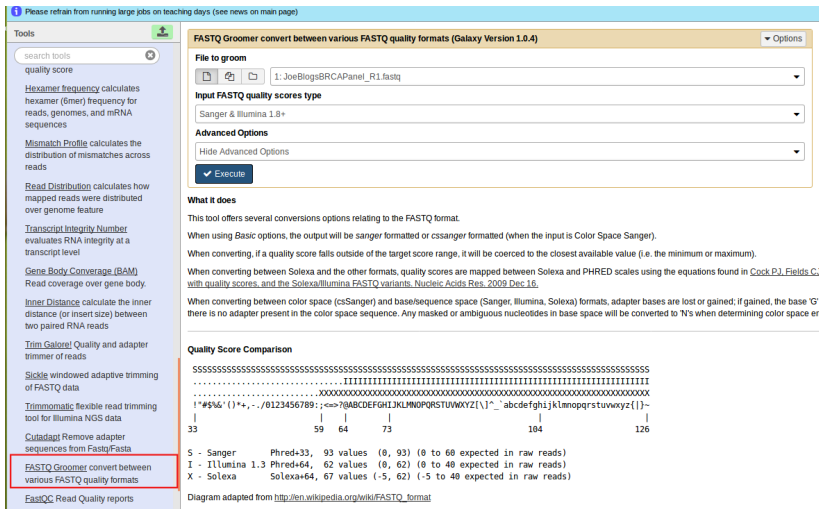 Please refrain from running large jobs on teaching days (see news on main page)
Tools
search tools
quality score
Hexamer frequency calculates
hexamer (6mer) frequency for
reads, genomes, and mRNA
sequences
Mismatch Profile calculates the
distribution of mismatches across
reads
Read Distribution calculates how
mapped reads were distributed
over genome feature
Transcript Integrity Number
evaluates RNA integrity at a
transcript level
Gene Body Coverage (BAM)
Read coverage over gene body.
Inner Distance calculate the inner
distance (or insert size) between
two paired RNA reads
Trim Galore! Quality and adapter
trimmer of reads
Sickle windowed adaptive trimming
of FASTQ data
Trimmomatic flexible read trimming
tool for Illumina NGS data
Cutadapt Remove adapter
sequences from Fastq/Fasta
FASTQ Groomer convert between
various FASTQ quality formats
FastQC Read Quality reports
FASTQ Groomer convert between various FASTQ quality formats (Galaxy Version 1.0.4)
Options
File to groom
1: JoeBlogsBRCAPanel_R1.fastq
Input FASTQ quality scores type
Sanger & Illumina 1.8+
Advanced Options
Hide Advanced Options
Execute
What it does
This tool offers several conversions options relating to the FASTQ format.
When using Basic options, the output will be sanger formatted or cssanger formatted (when the input is Color Space Sanger).
When converting, if a quality score falls outside of the target score range, it will be coerced to the closest available value (i.e. the minimum or maximum).
When converting between Solexa and the other formats, quality scores are mapped between Solexa and PHRED scales using the equations found in Cock PJ, Fields CJ
with quality scores, and the Solexa/Illumina FASTQ variants. Nucleic Acids Res. 2009 Dec 16.
When converting between color space (csSanger) and base/sequence space (Sanger, Illumina, Solexa) formats, adapter bases are lost or gained; if gained, the base 'G'
there is no adapter present in the color space sequence. Any masked or ambiguous nucleotides in base space will be converted to 'N's when determining color space en
Quality Score Comparison
SSSSSSSSSSSSSSSSSSSSSSSSSSSSSSSSSSSSSSSSSSSSSSSSSSSSSSSSSSSSSSSSSSSSSSSSSSSSSSSSSSSSSSSSSSSSSS
...............................IIIIIIIIIIIIIIIIIIIIIIIIIIIIIIIIIIIIIIIIIIIIIIIIIIIIIIIIIIIIIII
..........................XXXXXXXXXXXXXXXXXXXXXXXXXXXXXXXXXXXXXXXXXXXXXXXXXXXXXXXXXXXXXXXXXXXX
!"#$%&'()*+,-./0123456789:;<=>?@ABCDEFGHIJKLMNOPQRSTUVWXYZ[\]^_`abcdefghijklmnopqrstuvwxyz{|}~
| | | | | |
33 59 64 73 104 126
S - Sanger Phred+33, 93 values (0, 93) (0 to 60 expected in raw reads)
I - Illumina 1.3 Phred+64, 62 values (0, 62) (0 to 40 expected in raw reads)
X - Solexa Solexa+64, 67 values (-5, 62) (-5 to 40 expected in raw reads)
Diagram adapted from http://en.wikipedia.org/wiki/FASTQ_format